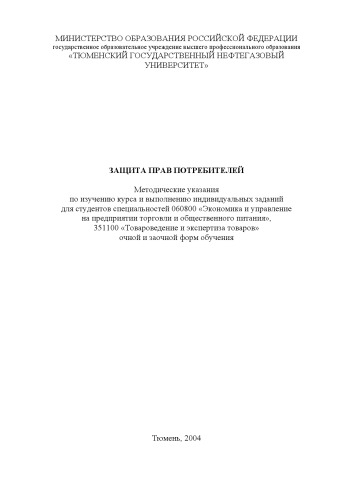 МИНИСТЕРСТВО ОБРАЗОВАНИЯ РОССИЙСКОЙ ФЕДЕРАЦИИ
государственное образовательное учреждение высшего профессионального образования
«ТЮМЕНСКИЙ ГОСУДАРСТВЕННЫЙ НЕФТЕГАЗОВЫЙ
УНИВЕРСИТЕТ»
ЗАЩИТА ПРАВ ПОТРЕБИТЕЛЕЙ
Методические указания
по изучению курса и выполнению индивидуальных заданий
для студентов специальностей 060800 «Экономика и управление
на предприятии торговли и общественного питания»,
351100 «Товароведение и экспертиза товаров»
очной и заочной форм обучения
Тюмень, 2004